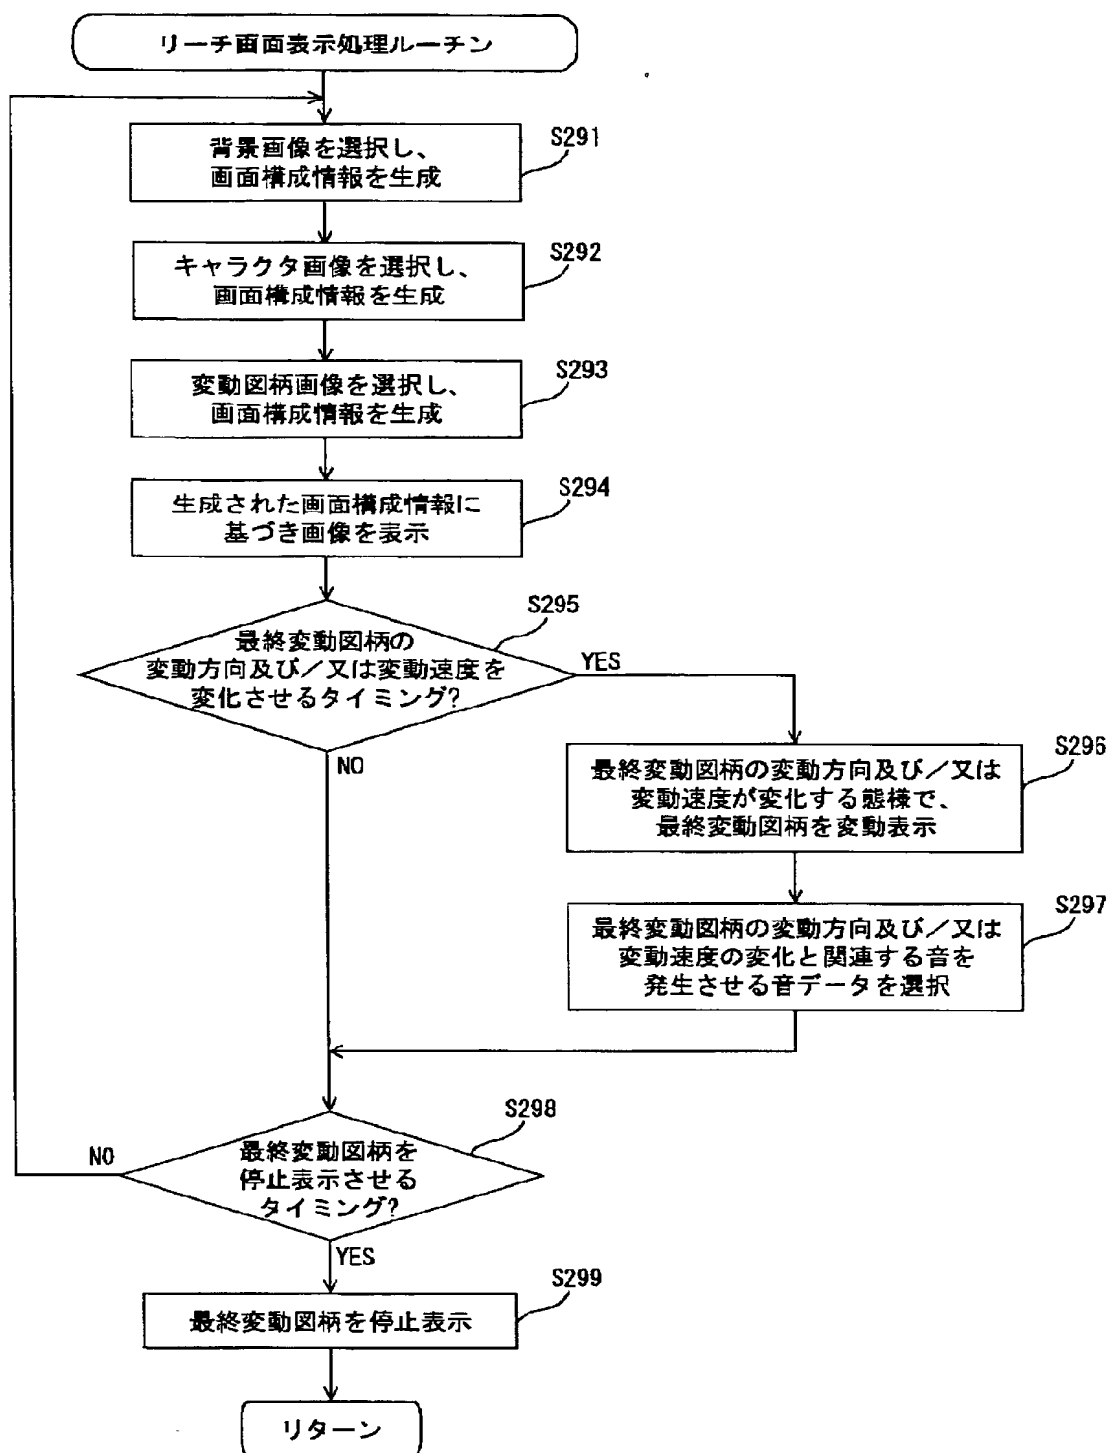 リーチ画面表示処理ルーチン
S291
背景画像を選択し、
画面構成情報を生成
S292
キャラクタ画像を選択し、
画面構成情報を生成
S293
変動図柄画像を選択し、
画面構成情報を生成
S294
生成された画面構成情報に
基づき画像を表示
S295
最終変動図柄の
変動方向及び／又は変動速度を
変化させるタイミング?
YES
NO
S296
最終変動図柄の変動方向及び／又は
変動速度が変化する態様で、
最終変動図柄を変動表示
S297
最終変動図柄の変動方向及び／又は
変動速度の変化と関連する音を
発生させる音データを選択
S298
NO
最終変動図柄を
停止表示させる
タイミング?
YES
S299
最終変動図柄を停止表示
リターン